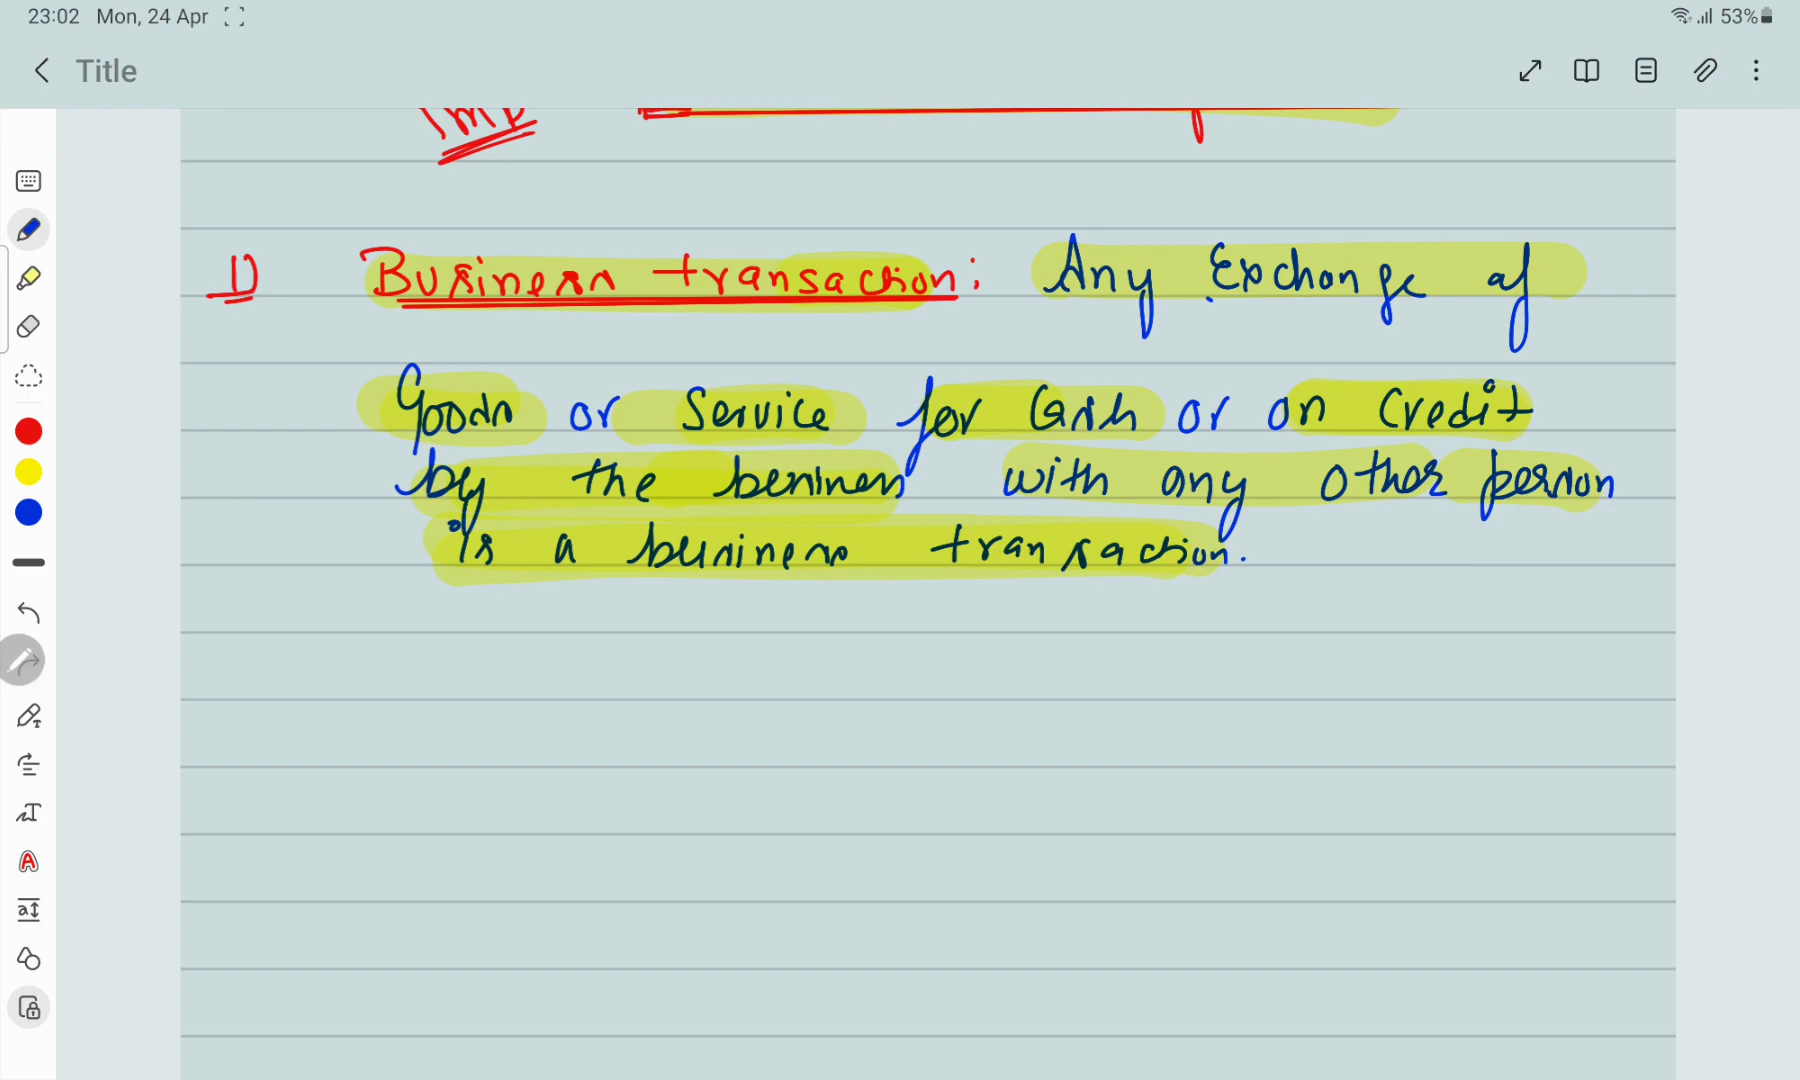 23:02 Mon, 24 Apr 53%
Title
Imp
1) Business transaction: Any Exchange of
Goods or Service for Cash or on Credit
by the business with any other person
is a business transaction.